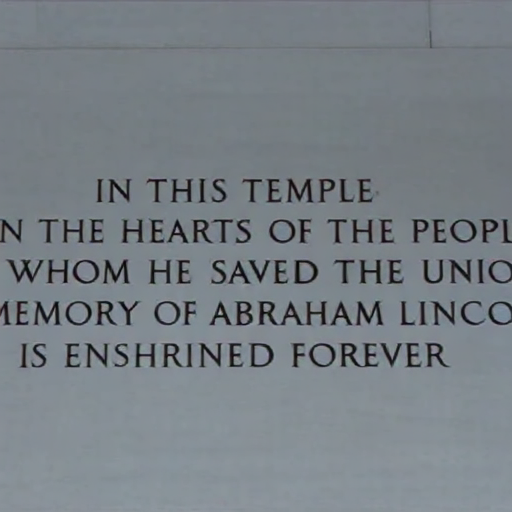 IN THIS TEMPLE
N THE HEARTS OF THE PEOPL
WHOM HE SAVED THE UNIO
MEMORY OF ABRAHAM LINCO
IS ENSHRINED FOREVER